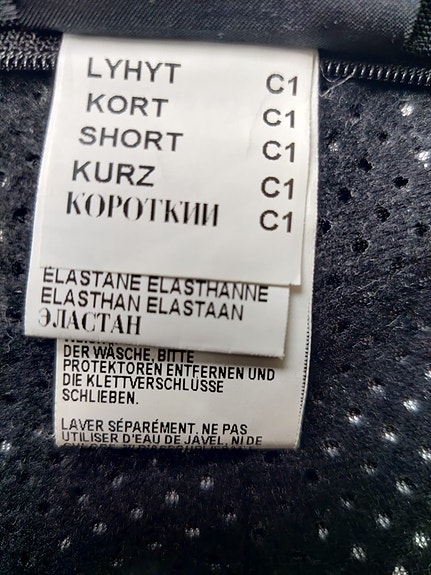 LYHYT C1
KORT C1
SHORT C1
KURZ C1
КОРОТКИИ C1
ELASTANE ELASTHANNE
ELASTHAN ELASTAAN
ЭЛАСТАН
DER WÄSCHE, BITTE
PROTEKTOREN ENTFERNEN UND
DIE KLETTVERSCHLÜSSE
SCHLIEBEN.
LAVER SÉPARÉMENT. NE PAS
UTILISER D'EAU DE JAVEL, NI DE